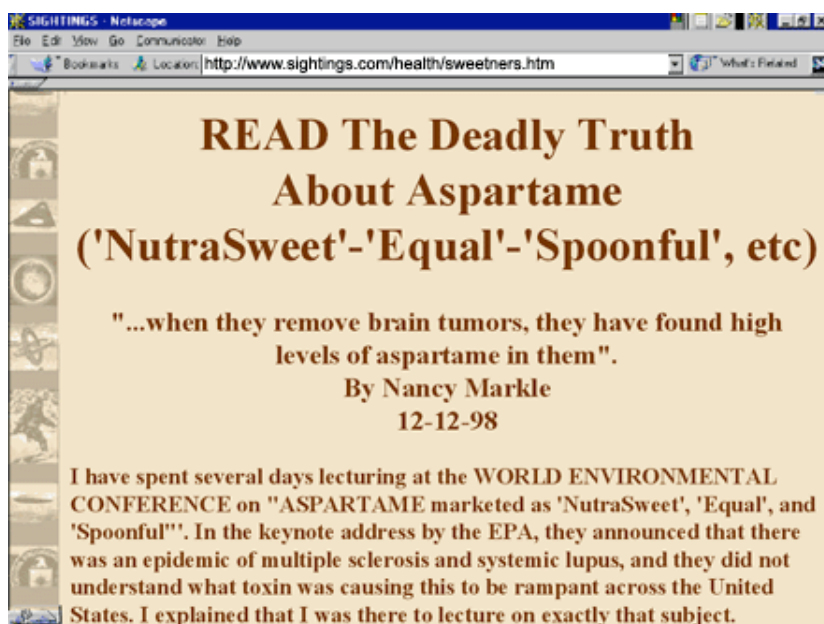 SIGHTINGS - Netscape
File Edit View Go Communicator Help
Bookmarks Location: http://www.sightings.com/health/sweetners.htm What's Related
READ The Deadly Truth
About Aspartame
('NutraSweet'-'Equal'-'Spoonful', etc)
"...when they remove brain tumors, they have found high
levels of aspartame in them".
By Nancy Markle
12-12-98
I have spent several days lecturing at the WORLD ENVIRONMENTAL
CONFERENCE on "ASPARTAME marketed as 'NutraSweet', 'Equal', and
'Spoonful"'. In the keynote address by the EPA, they announced that there
was an epidemic of multiple sclerosis and systemic lupus, and they did not
understand what toxin was causing this to be rampant across the United
States. I explained that I was there to lecture on exactly that subject.